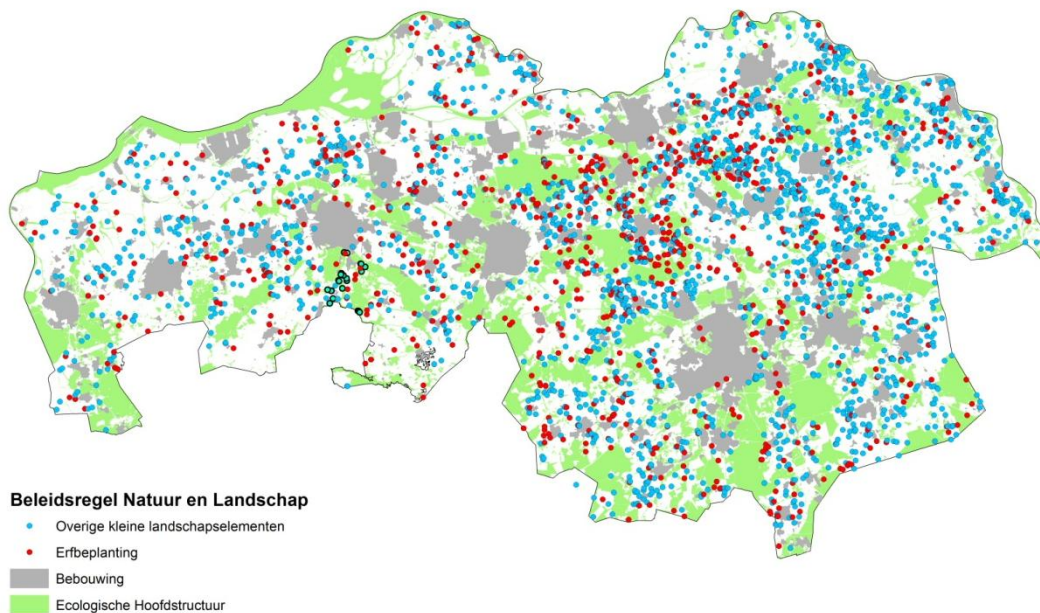 Beleidsregel Natuur en Landschap
Overige kleine landschapselementen
Erfbeplanting
Bebouwing
Ecologische Hoofdstructuur